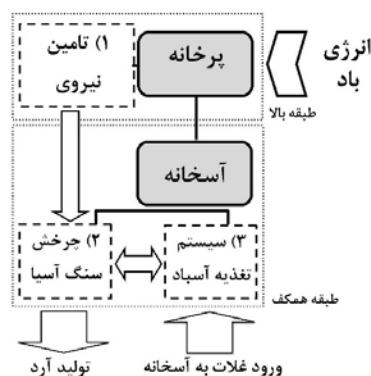 انرژی
باد
طبقه بالا
پرخانه
۱) تامین
نیروی
آسخانه
۳) سیستم
تغذیه آسباد
۲) چرخش
سنگ آسیا
طبقه همکف
ورود غلات به آسخانه
تولید آرد